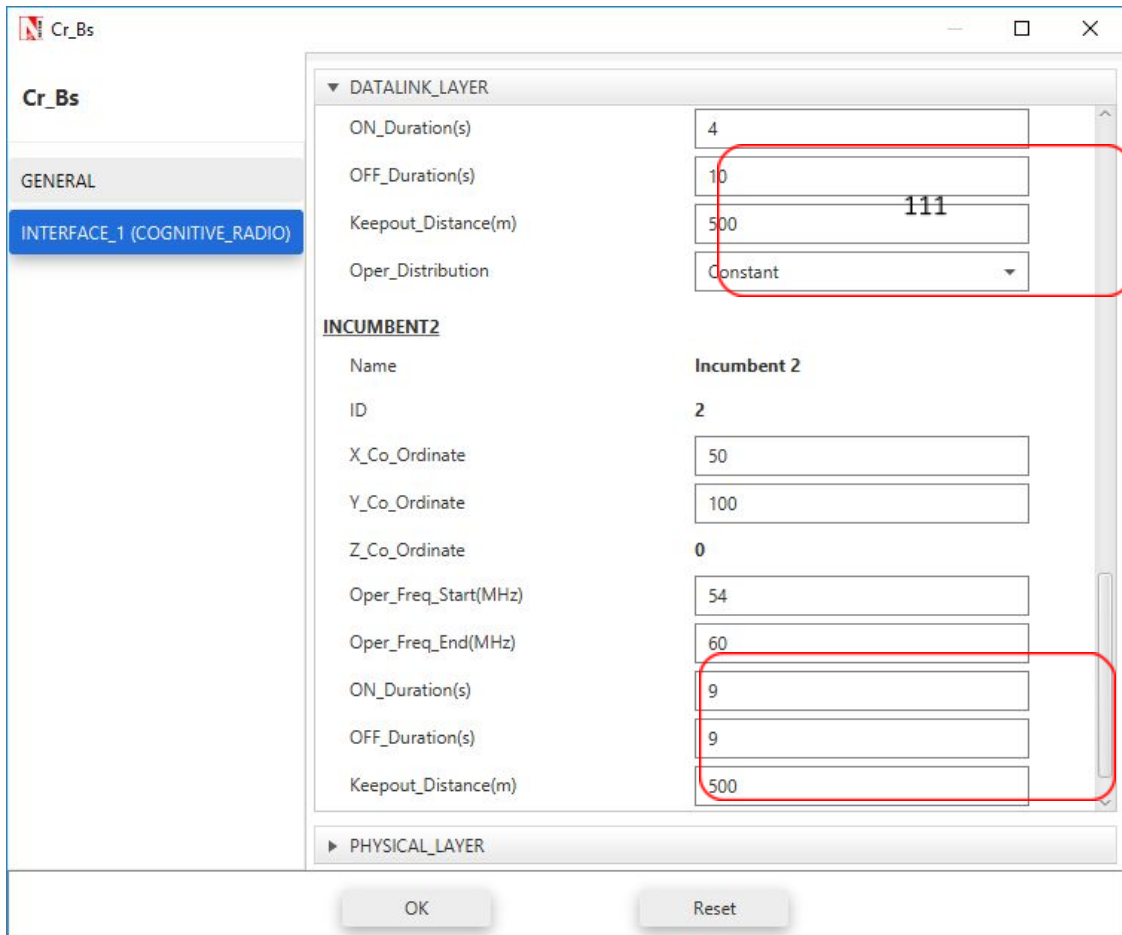 Cr_Bs
Cr_Bs
GENERAL
INTERFACE_1 (COGNITIVE_RADIO)
DATALINK_LAYER
ON_Duration(s) 4
OFF_Duration(s) 10
111
Keepout_Distance(m) 500
Oper_Distribution Constant
INCUMBENT2
Name Incumbent 2
ID 2
X_Co_Ordinate 50
Y_Co_Ordinate 100
Z_Co_Ordinate 0
Oper_Freq_Start(MHz) 54
Oper_Freq_End(MHz) 60
ON_Duration(s) 9
OFF_Duration(s) 9
Keepout_Distance(m) 500
PHYSICAL_LAYER
OK Reset